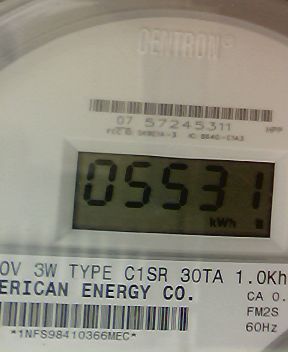 CENTRON®
07 57245311
HPP
05531
kWh
0V 3W TYPE C1SR 30TA 1.0Kh
ERICAN ENERGY CO.
CA 0.
FM2S
60Hz
*1NFS98410366MEC*